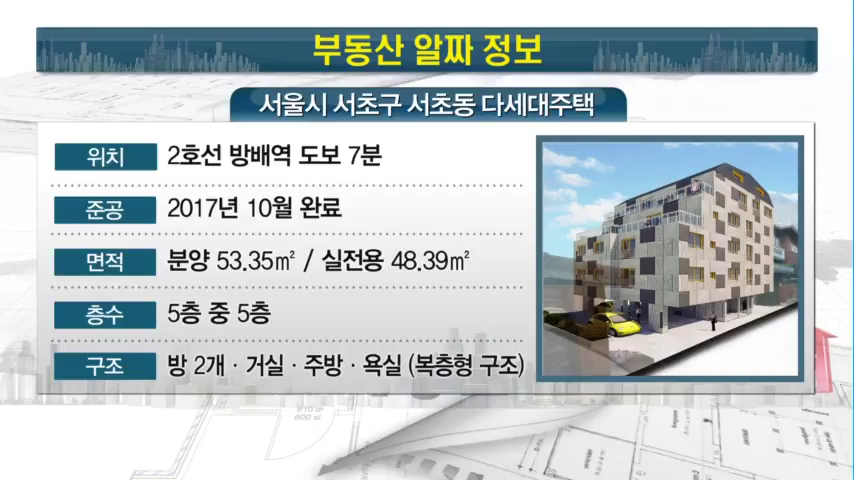 부동산 알짜 정보
서울시 서초구 서초동 다세대주택
위치 2호선 방배역 도보 7분
준공 2017년 10월 완료
면적 분양 53.35㎡ / 실전용 48.39㎡
층수 5층 중 5층
구조 방 2개 · 거실 · 주방 · 욕실 (복층형 구조)